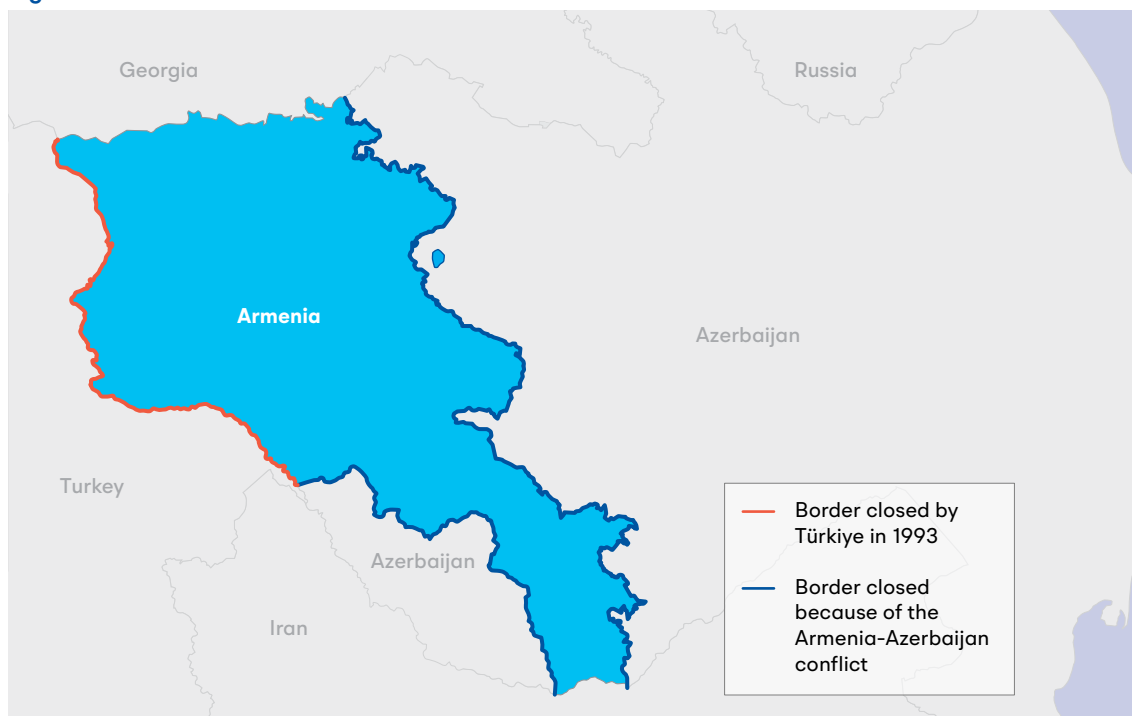 Georgia
Russia
Armenia
Azerbaijan
Turkey
Azerbaijan
Iran
Border closed by
Türkiye in 1993
Border closed
because of the
Armenia-Azerbaijan
conflict